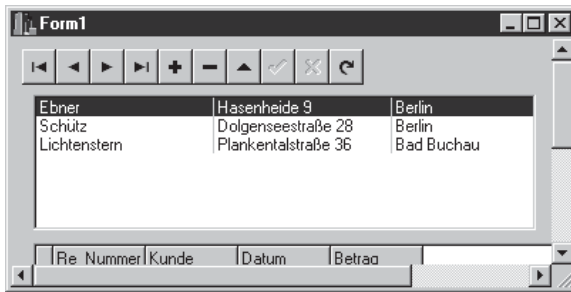 Form1
Ebner Hasenheide 9 Berlin
Schütz Dolgenseestraße 28 Berlin
Lichtenstern Plankentalstraße 36 Bad Buchau
Re_Nummer Kunde Datum Betrag